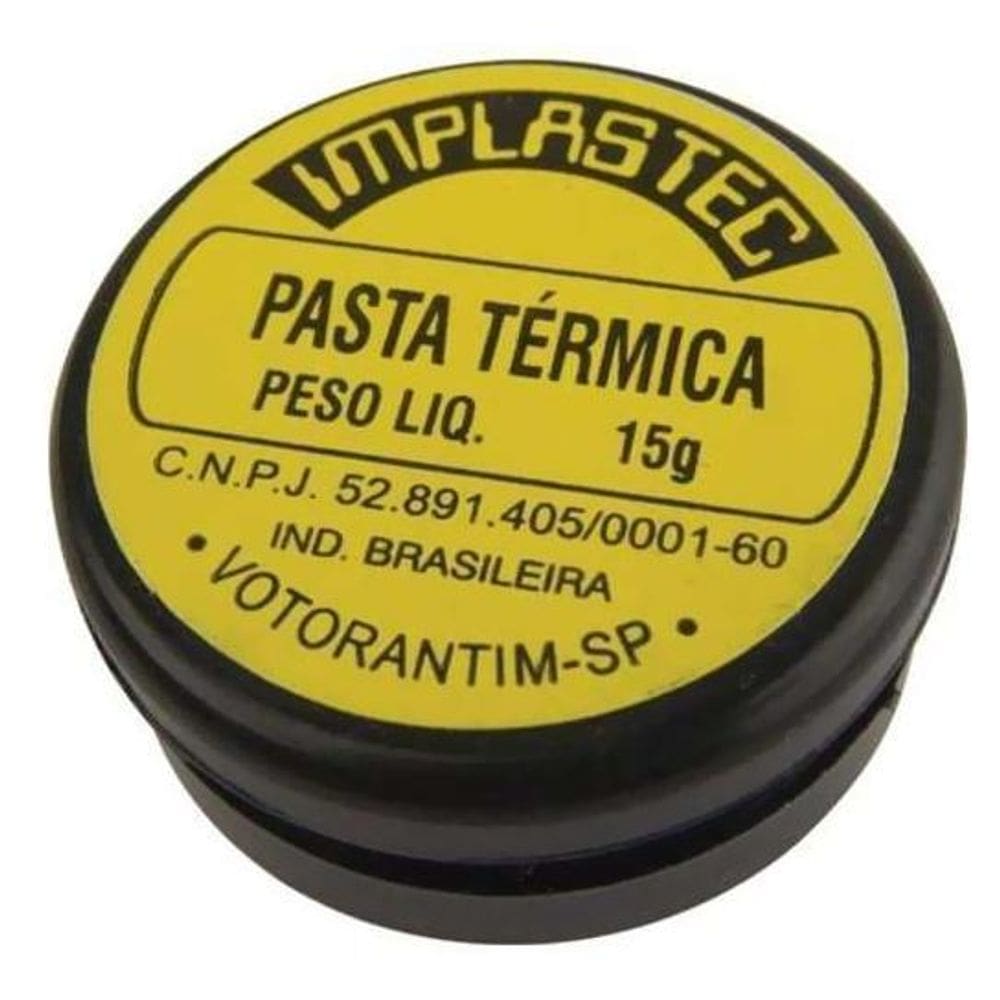 IMPLASTEC
PASTA TÉRMICA
PESO LIQ. 15g
C.N.P.J. 52.891.405/0001-60
IND. BRASILEIRA
• VOTORANTIM-SP •